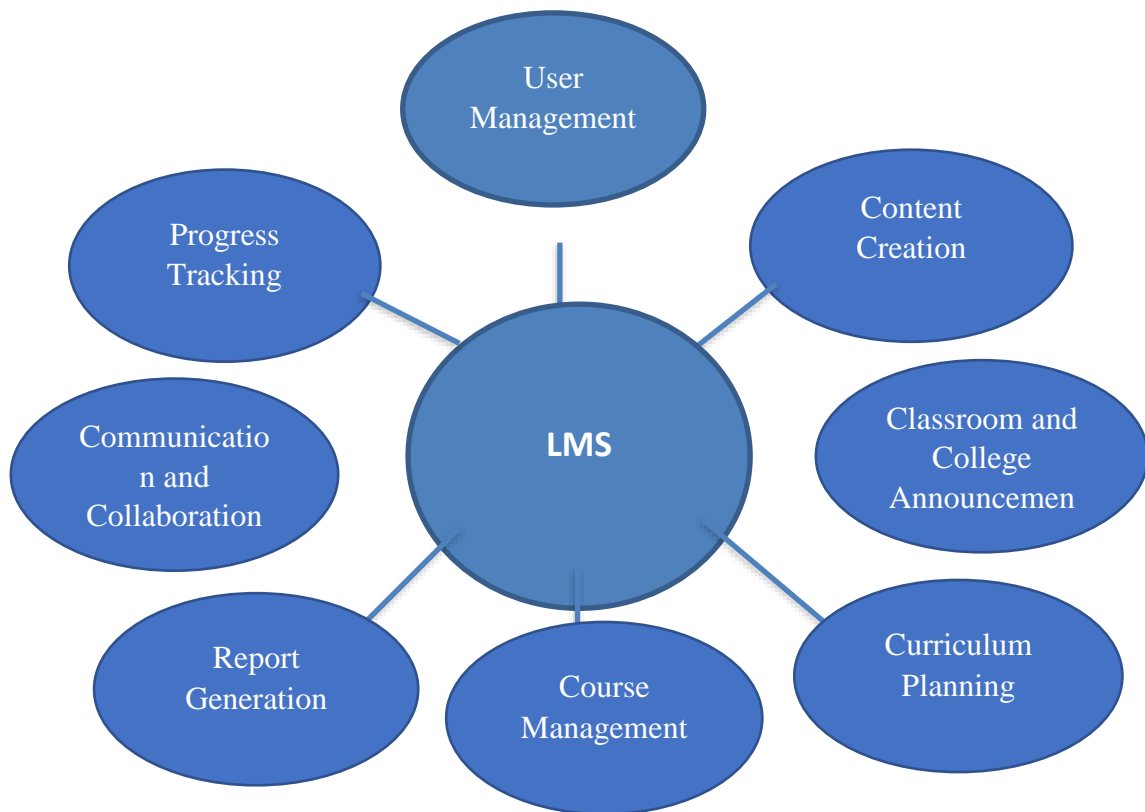 User
Management
Content
Creation
Progress
Tracking
LMS
Classroom and
College
Announcemen
Communicatio
n and
Collaboration
Curriculum
Planning
Report
Generation
Course
Management